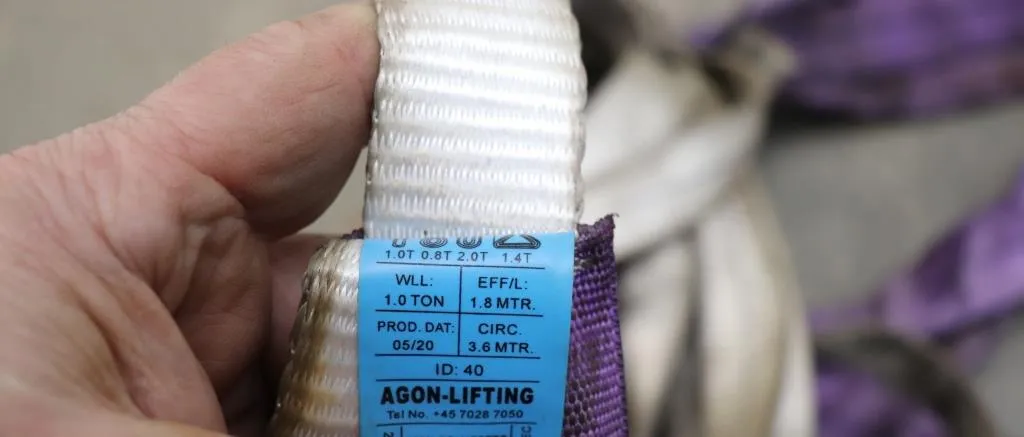 1.0T 0.8T 2.0T 1.4T
WLL: EFF/L:
1.0 TON 1.8 MTR.
PROD. DAT: CIRC.
05/20 3.6 MTR.
ID: 40
AGON-LIFTING
Tel No. +45 7028 7050